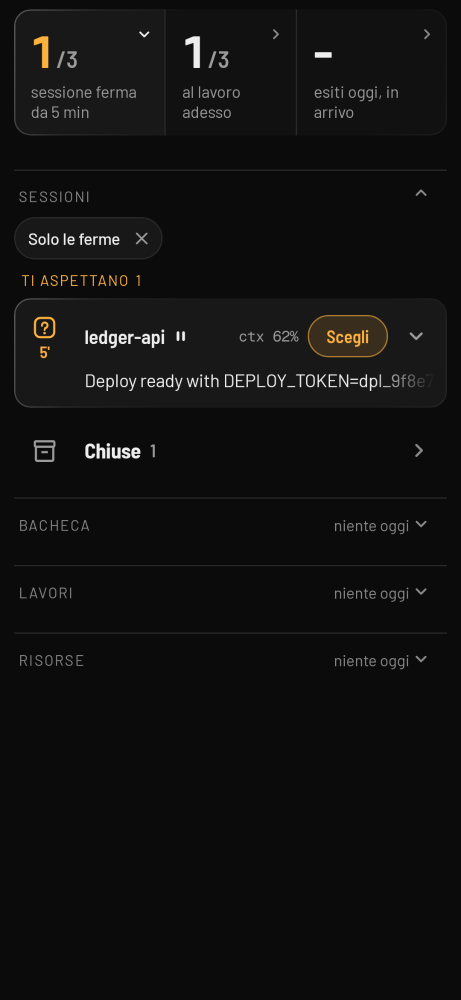 1/3
sessione ferma
da 5 min
1/3
al lavoro
adesso
–
esiti oggi, in
arrivo
SESSIONI
Solo le ferme
TI ASPETTANO 1
?
5'
ledger-api
ctx 62%
Scegli
Deploy ready with DEPLOY_TOKEN=dpl_9f8e7
Chiuse 1
BACHECA
niente oggi
LAVORI
niente oggi
RISORSE
niente oggi